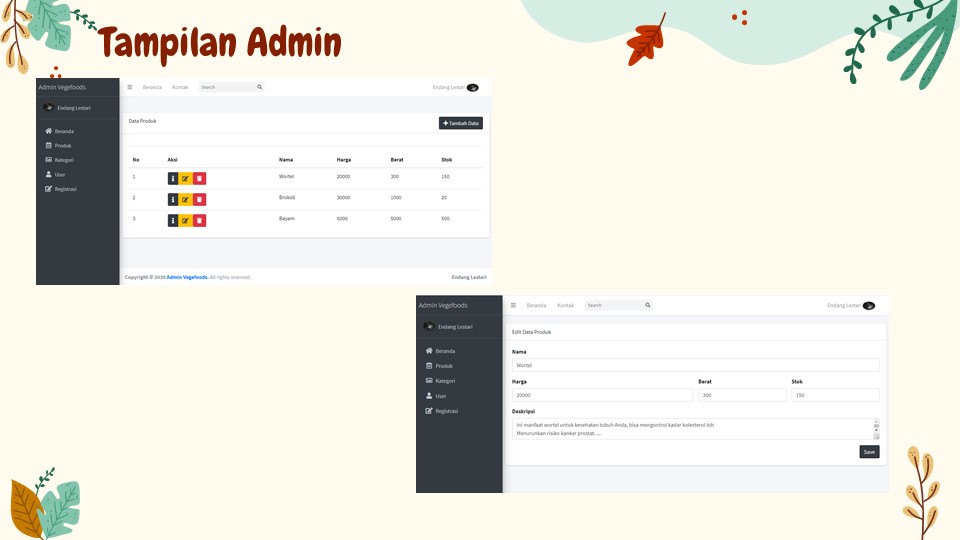 Tampilan Admin
Admin Vegefoods
Beranda Kontak Search Endang Lestari
Endang Lestari
Beranda
Produk
Kategori
User
Registrasi
Data Produk
Tambah Data
No Aksi Nama Harga Berat Stok
1 Wortel 20000 300 150
2 Brokoli 30000 1000 20
3 Bayam 5000 5000 500
Copyright © 2020 Admin Vegefoods. All rights reserved. Endang Lestari
Admin Vegefoods
Beranda Kontak Search Endang Lestari
Endang Lestari
Beranda
Produk
Kategori
User
Registrasi
Edit Data Produk
Nama
Wortel
Harga Berat Stok
20000 300 150
Deskripsi
Ini manfaat wortel untuk kesehatan tubuh Anda, bisa mengontrol kadar kolesterol loh
Menurunkan risiko kanker prostat. ...
Save